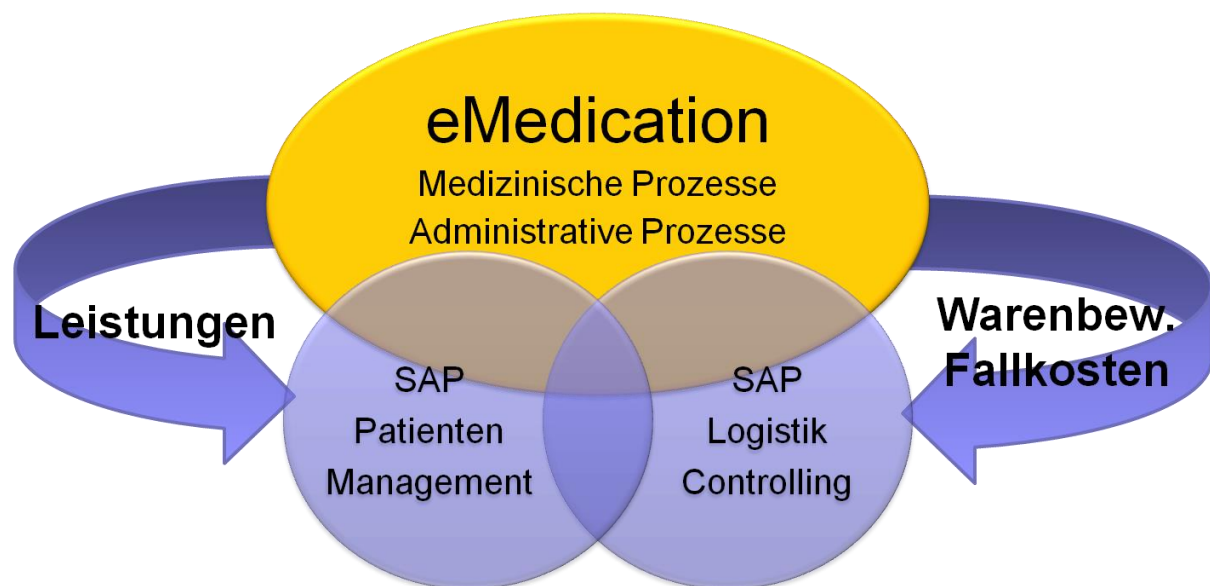 eMedication
Medizinische Prozesse
Administrative Prozesse
Leistungen
Warenbew.
Fallkosten
SAP
Patienten
Management
SAP
Logistik
Controlling